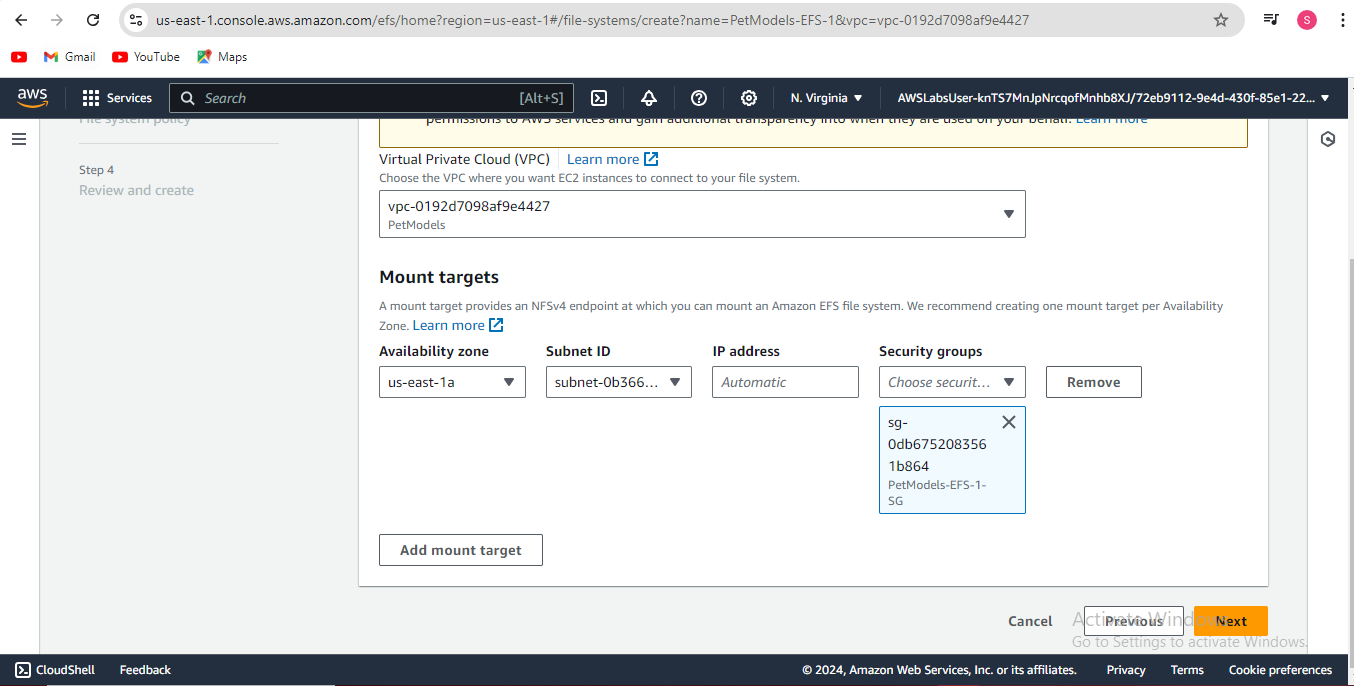 us-east-1.console.aws.amazon.com/efs/home?region=us-east-1#/file-systems/create?name=PetModels-EFS-1&vpc=vpc-0192d7098af9e4427
S
Gmail
YouTube
Maps
aws
Services
Search
[Alt+S]
N. Virginia
AWSLabsUser-knTS7MnJpNrcqofMnhb8XJ/72eb9112-9e4d-430f-85e1-22...
File system policy
Step 4
Review and create
permissions to AWS services and gain additional transparency into when they are used on your behalf. Learn more
Virtual Private Cloud (VPC)
Learn more
Choose the VPC where you want EC2 instances to connect to your file system.
vpc-0192d7098af9e4427
PetModels
Mount targets
A mount target provides an NFSv4 endpoint at which you can mount an Amazon EFS file system. We recommend creating one mount target per Availability
Zone. Learn more
Availability zone
Subnet ID
IP address
Security groups
us-east-1a
subnet-0b366...
Automatic
Choose securit...
Remove
sg-
0db675208356
1b864
PetModels-EFS-1-
SG
Add mount target
Cancel
Previous
Next
Activate Windows
Go to Settings to activate Windows.
CloudShell
Feedback
© 2024, Amazon Web Services, Inc. or its affiliates.
Privacy
Terms
Cookie preferences